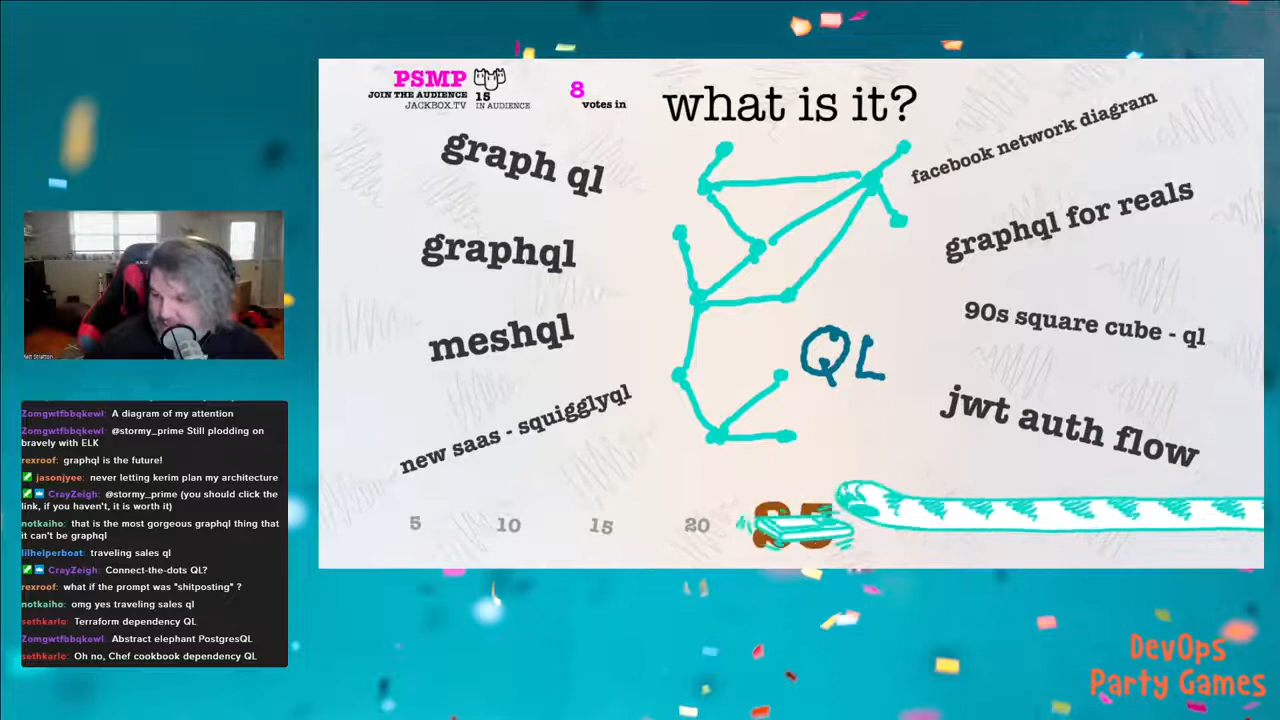 PSMP
JOIN THE AUDIENCE
JACKBOX.TV
15
IN AUDIENCE
8
votes in
what is it?
graph ql
graphql
meshql
new saas - squigglyql
facebook network diagram
graphql for reals
90s square cube - ql
jwt auth flow
QL
5
10
15
20
Zomgwtfbbqkewl: A diagram of my attention
Zomgwtfbbqkewl: @stormy_prime Still plodding on
bravely with ELK
rexroof: graphql is the future!
jasonjyee: never letting kerim plan my architecture
CrayZeigh: @stormy_prime (you should click the
link, if you haven't, it is worth it)
notkaiho: that is the most gorgeous graphql thing that
it can't be graphql
lilhelperboat: traveling sales ql
CrayZeigh: Connect-the-dots QL?
rexroof: what if the prompt was "shitposting" ?
notkaiho: omg yes traveling sales ql
sethkarlo: Terraform dependency QL
Zomgwtfbbqkewl: Abstract elephant PostgresQL
sethkarlo: Oh no, Chef cookbook dependency QL
DevOps
Party Games